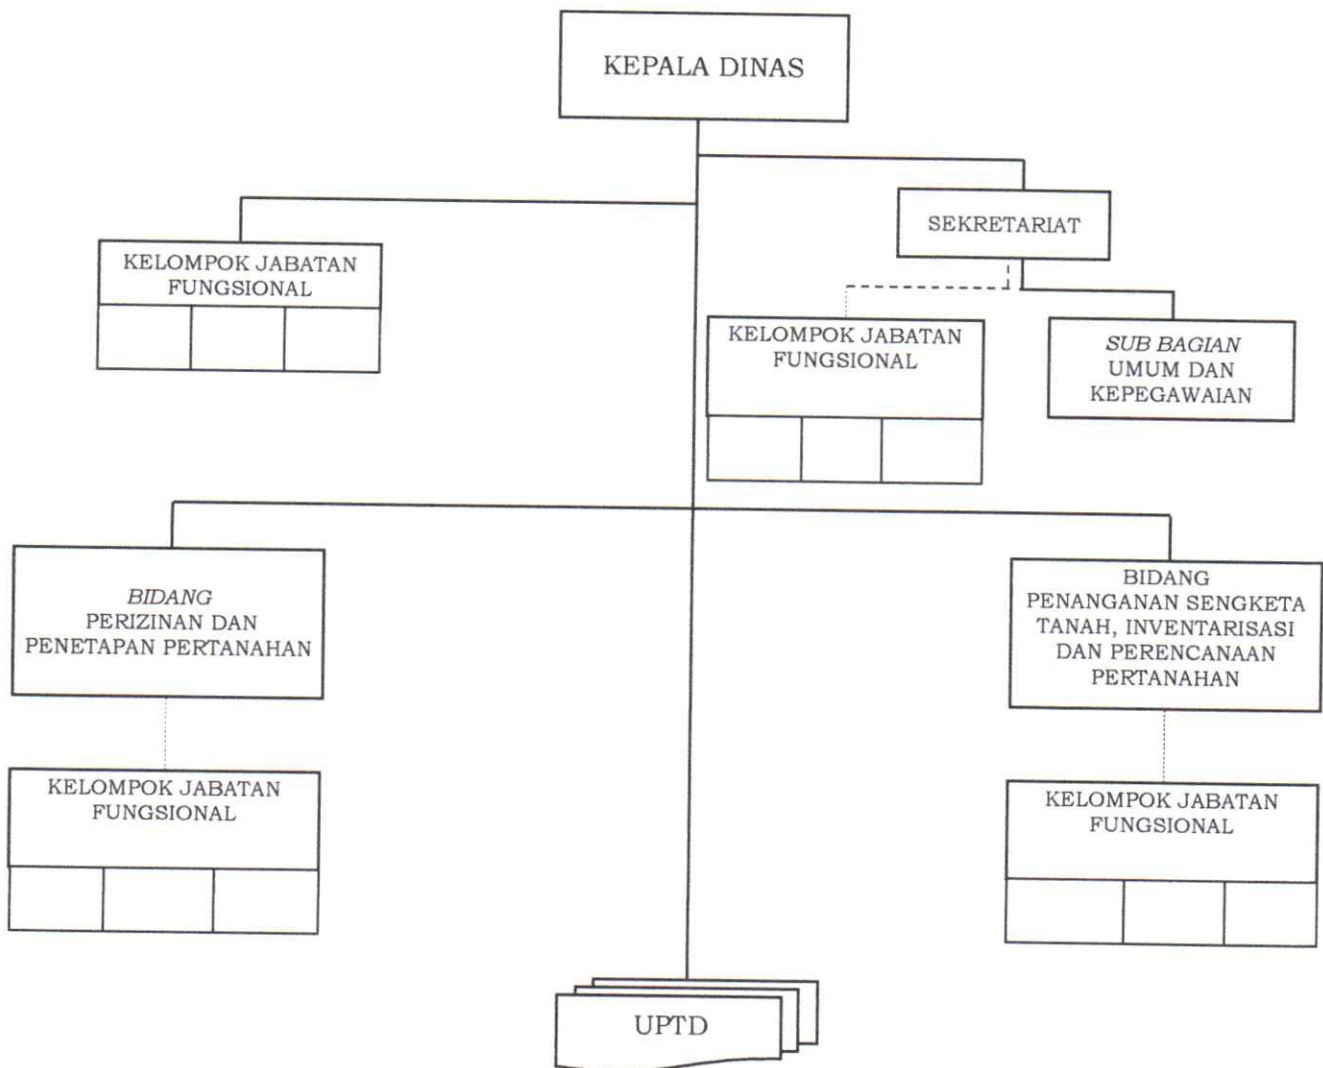 KEPALA DINAS
SEKRETARIAT
KELOMPOK JABATAN
FUNGSIONAL
KELOMPOK JABATAN
FUNGSIONAL
SUB BAGIAN
UMUM DAN
KEPEGAWAIAN
BIDANG
PERIZINAN DAN
PENETAPAN PERTANAHAN
BIDANG
PENANGANAN SENGKETA
TANAH, INVENTARISASI
DAN PERENCANAAN
PERTANAHAN
KELOMPOK JABATAN
FUNGSIONAL
KELOMPOK JABATAN
FUNGSIONAL
UPTD